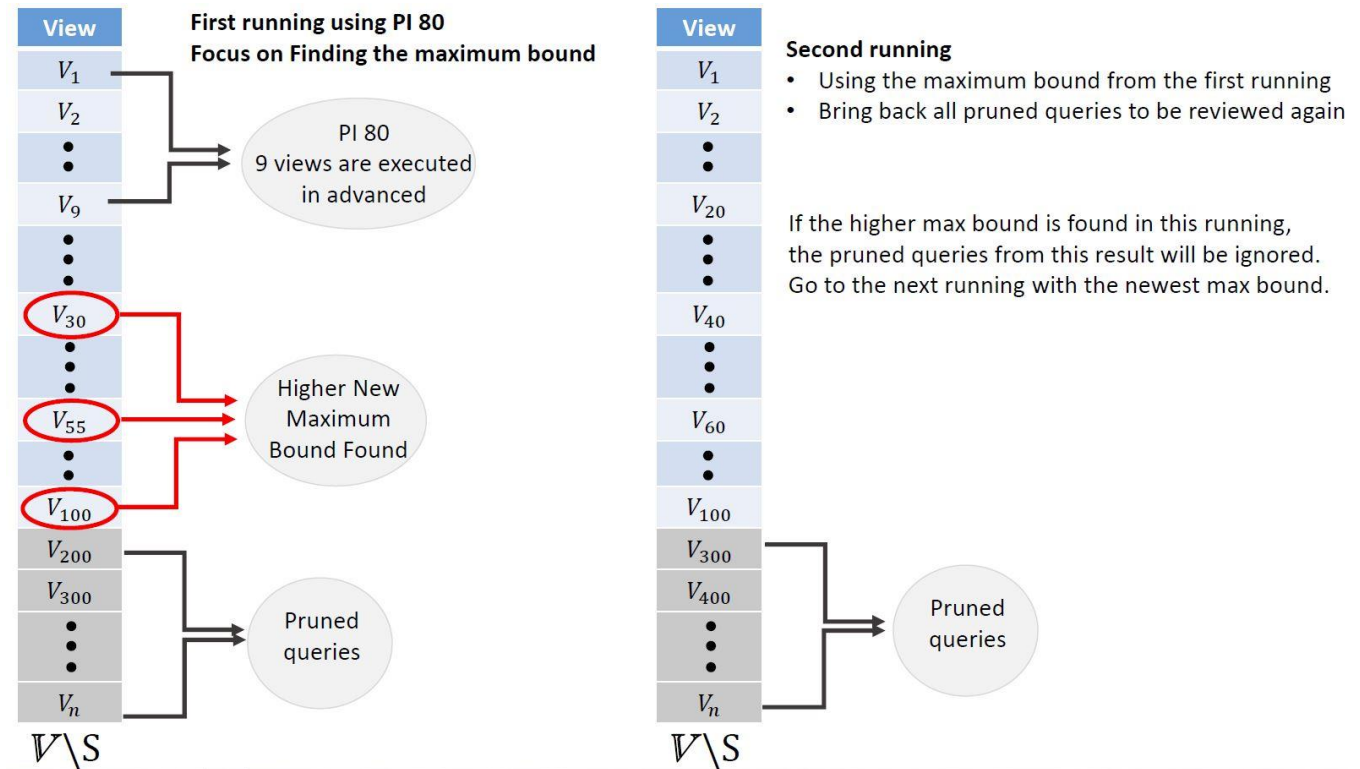 View
First running using PI 80
Focus on Finding the maximum bound
V1
V2
V9
V30
V55
V100
V200
V300
Vn
V\S
PI 80
9 views are executed
in advanced
Higher New
Maximum
Bound Found
Pruned
queries
View
V1
V2
V20
V40
V60
V100
V300
V400
Vn
V\S
Second running
• Using the maximum bound from the first running
• Bring back all pruned queries to be reviewed again
If the higher max bound is found in this running,
the pruned queries from this result will be ignored.
Go to the next running with the newest max bound.
Pruned
queries